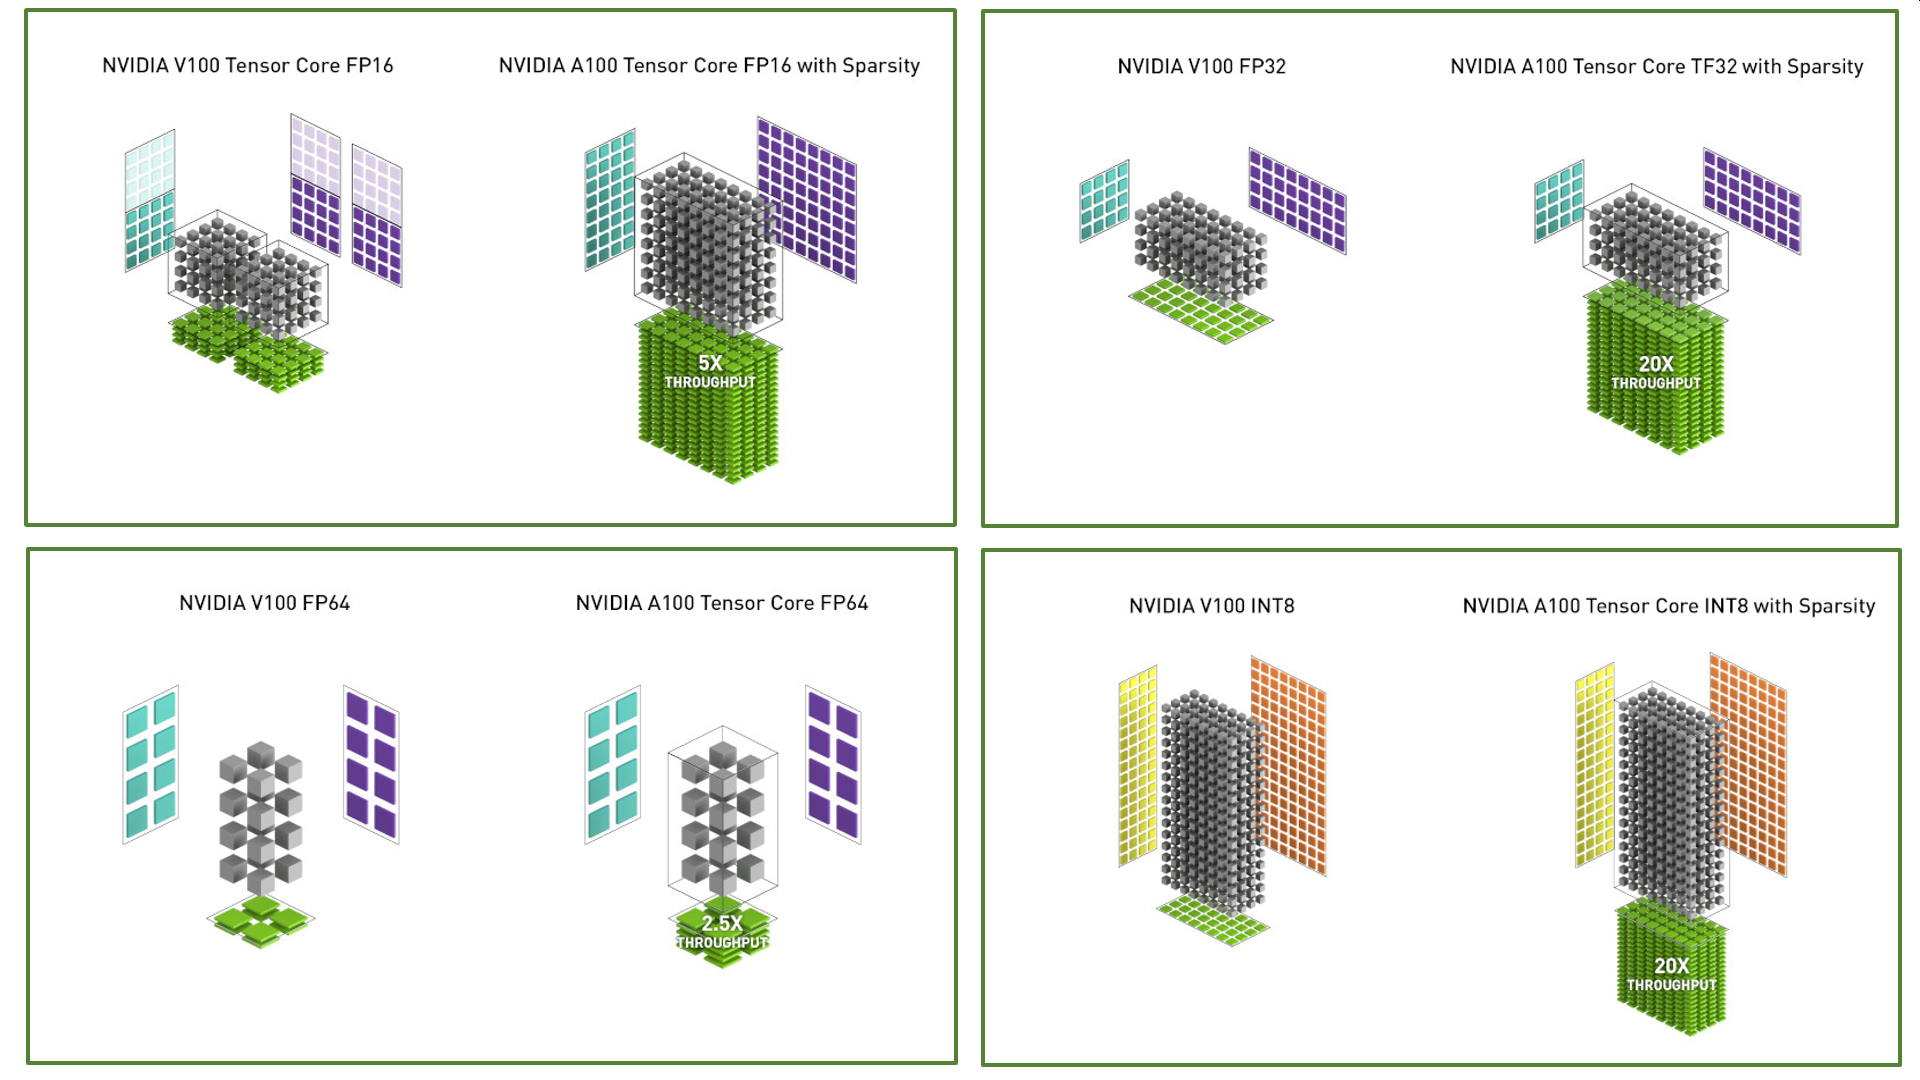 NVIDIA V100 Tensor Core FP16
NVIDIA A100 Tensor Core FP16 with Sparsity
5X
THROUGHPUT
NVIDIA V100 FP32
NVIDIA A100 Tensor Core TF32 with Sparsity
20X
THROUGHPUT
NVIDIA V100 FP64
NVIDIA A100 Tensor Core FP64
2.5X
THROUGHPUT
NVIDIA V100 INT8
NVIDIA A100 Tensor Core INT8 with Sparsity
20X
THROUGHPUT